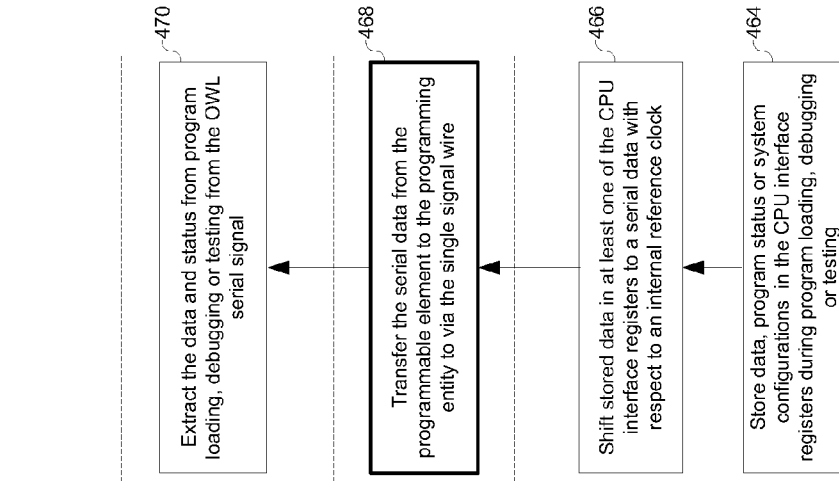 470
Extract the data and status from program
loading, debugging or testing from the OWL
serial signal
468
Transfer the serial data from the
programmable element to the programming
entity to via the single signal wire
466
Shift stored data in at least one of the CPU
interface registers to a serial data with
respect to an internal reference clock
464
Store data, program status or system
configurations in the CPU interface
registers during program loading, debugging
or testing